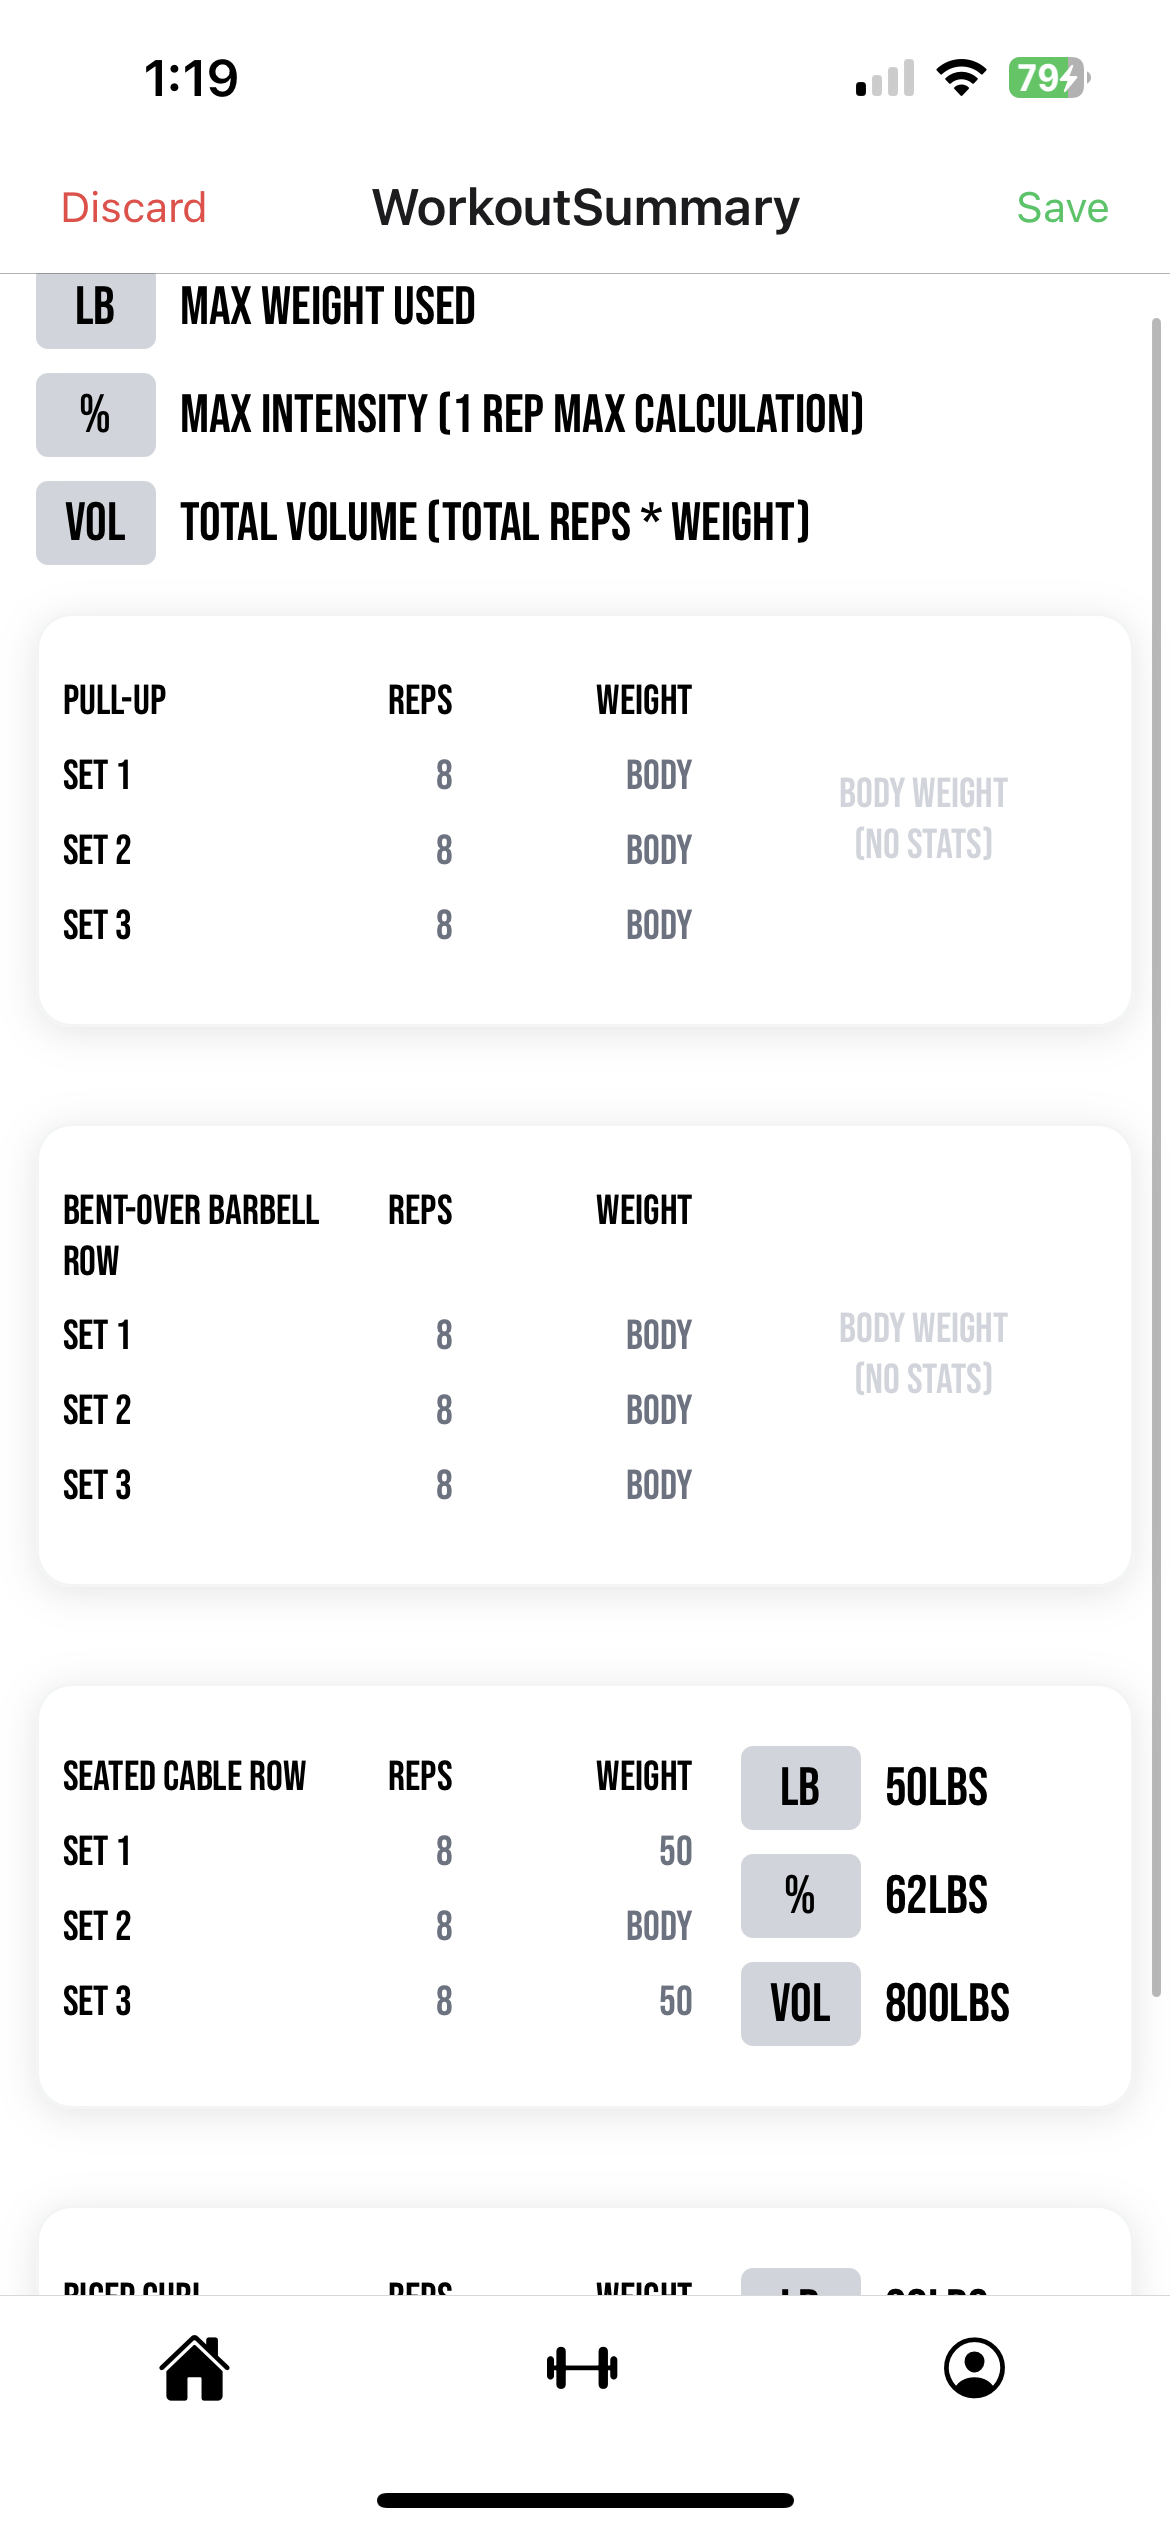 1:19
79
Discard WorkoutSummary Save
LB MAX WEIGHT USED
% MAX INTENSITY (1 REP MAX CALCULATION)
VOL TOTAL VOLUME (TOTAL REPS * WEIGHT)
PULL-UP REPS WEIGHT
SET 1 8 BODY
SET 2 8 BODY
SET 3 8 BODY
BODY WEIGHT
(NO STATS)
BENT-OVER BARBELL REPS WEIGHT
ROW
SET 1 8 BODY
SET 2 8 BODY
SET 3 8 BODY
BODY WEIGHT
(NO STATS)
SEATED CABLE ROW REPS WEIGHT
SET 1 8 50
SET 2 8 BODY
SET 3 8 50
LB 50LBS
% 62LBS
VOL 800LBS
REPS WEIGHT LB